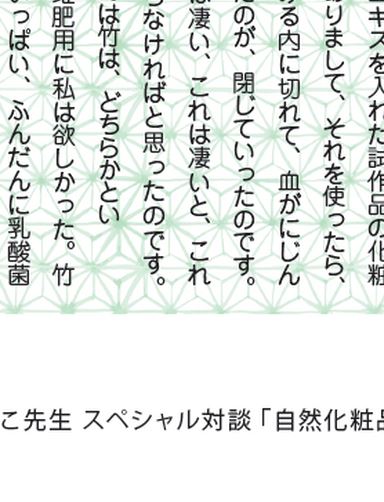 エキスを入れた試作品の化粧
りまして、それを使ったら、
る内に切れて、血がにじん
たのが、閉じていったのです。
は凄い、これは凄いと、これ
らなければと思ったのです。
は竹は、どちらかとい
堆肥用に私は欲しかった。竹
いっぱい、ふんだんに乳酸菌
こ先生 スペシャル対談「自然化粧品